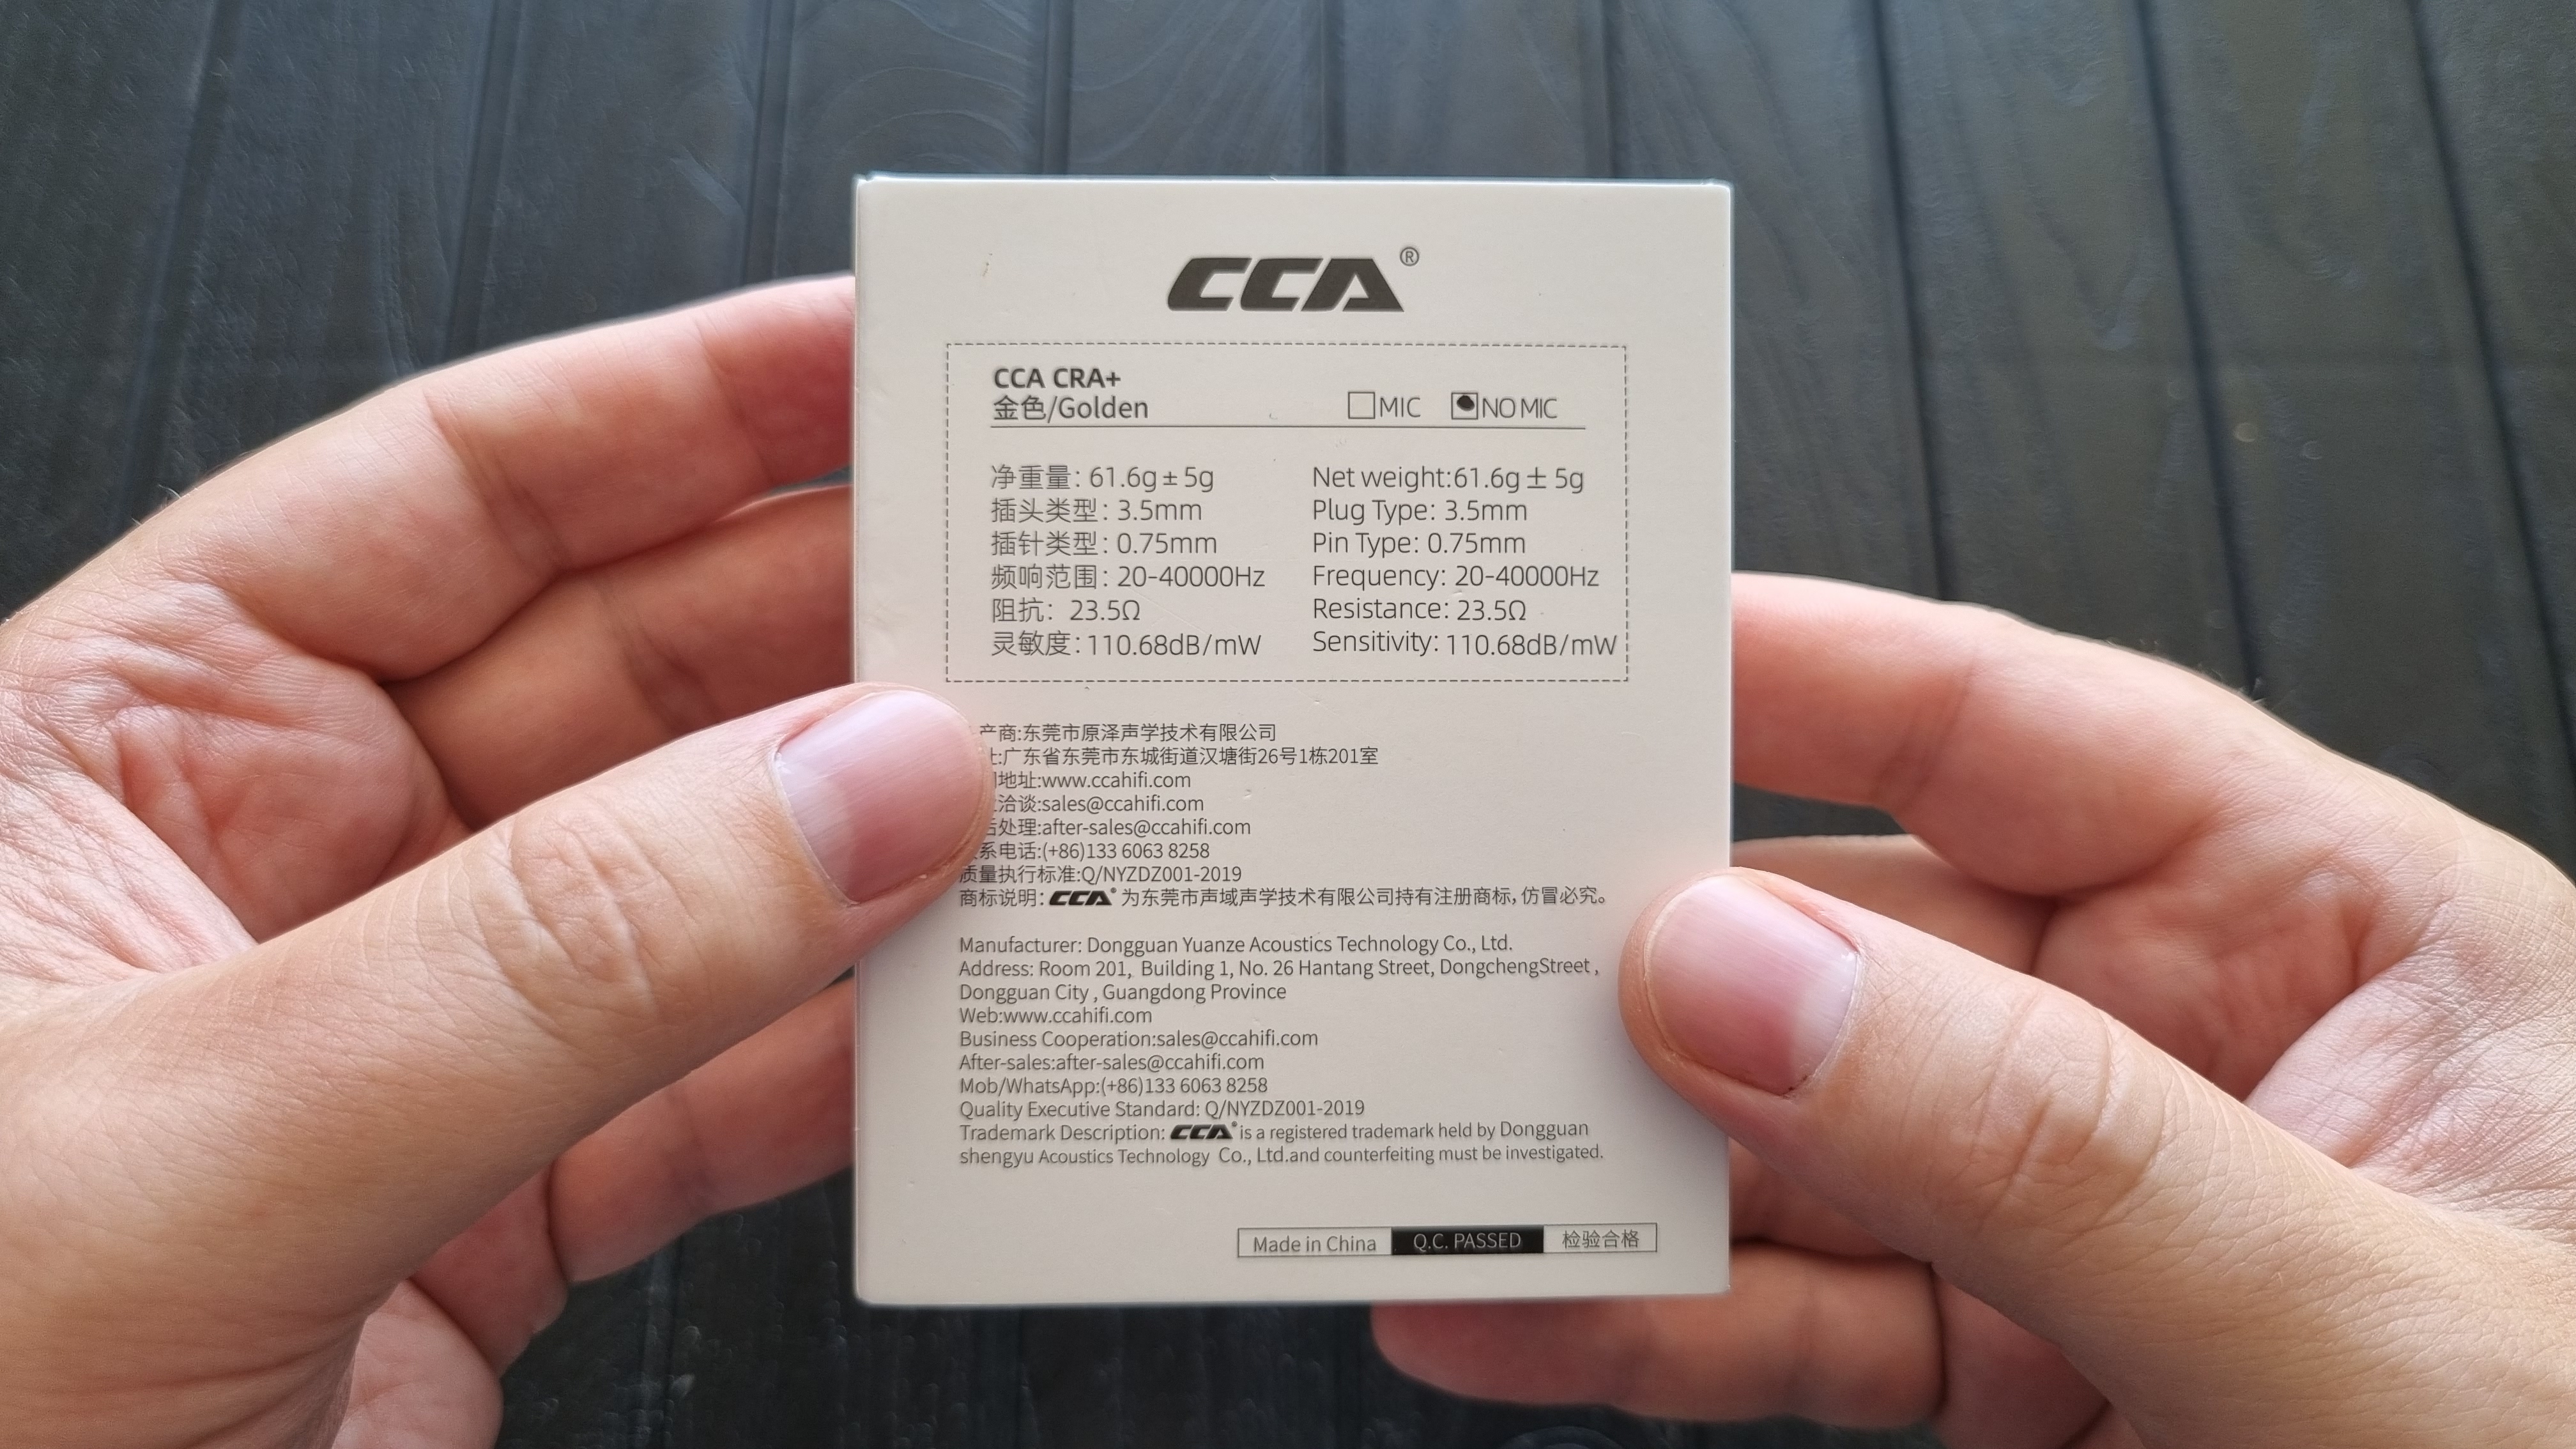 CCA®
CCA CRA+
金色/Golden MIC NO MIC
净重量: 61.6g ± 5g
插头类型: 3.5mm
插针类型: 0.75mm
频响范围: 20-40000Hz
阻抗: 23.5Ω
灵敏度: 110.68dB/mW
Net weight:61.6g ± 5g
Plug Type: 3.5mm
Pin Type: 0.75mm
Frequency: 20-40000Hz
Resistance: 23.5Ω
Sensitivity: 110.68dB/mW
产商:东莞市原泽声学技术有限公司
址:广东省东莞市东城街道汉塘街26号1栋201室
地址:www.ccahifi.com
洽谈:sales@ccahifi.com
后处理:after-sales@ccahifi.com
系电话:(+86)133 6063 8258
质量执行标准:Q/NYZDZ001-2019
商标说明: CCA® 为东莞市声域声学技术有限公司持有注册商标, 仿冒必究。
Manufacturer: Dongguan Yuanze Acoustics Technology Co., Ltd.
Address: Room 201, Building 1, No. 26 Hantang Street, DongchengStreet ,
Dongguan City , Guangdong Province
Web:www.ccahifi.com
Business Cooperation:sales@ccahifi.com
After-sales:after-sales@ccahifi.com
Mob/WhatsApp:(+86)133 6063 8258
Quality Executive Standard: Q/NYZDZ001-2019
Trademark Description: CCA® is a registered trademark held by Dongguan
shengyu Acoustics Technology Co., Ltd.and counterfeiting must be investigated.
Made in China Q.C. PASSED 检验合格